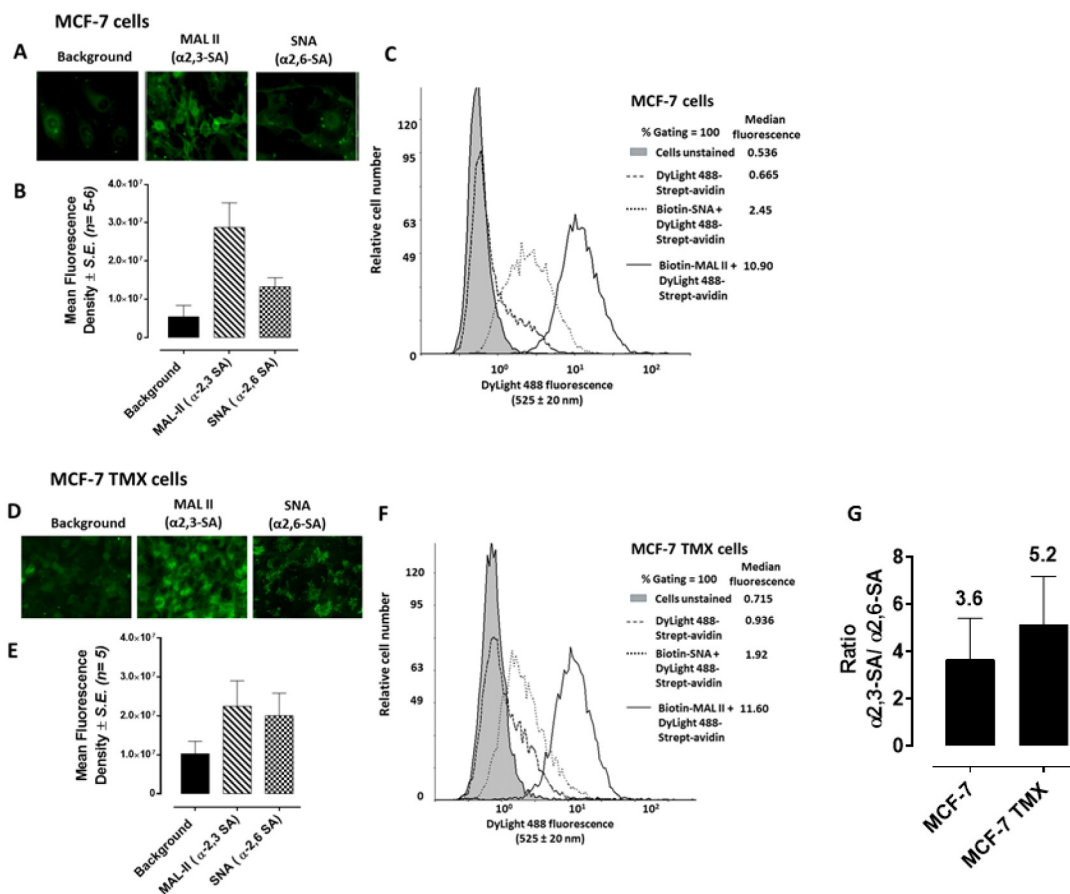 MCF-7 cells
A
Background
MAL II
(α2,3-SA)
SNA
(α2,6-SA)
B
Mean Fluorescence
Density ± S.E. (n= 5-6)
4.0×10⁷
3.0×10⁷
2.0×10⁷
1.0×10⁷
0
Background
MAL-II ( α-2,3 SA)
SNA ( α-2,6 SA)
C
Relative cell number
120
95
63
49
0
10⁰
10¹
10²
DyLight 488 fluorescence
(525 ± 20 nm)
MCF-7 cells
% Gating = 100
Median
fluorescence
Cells unstained 0.536
DyLight 488-
Strept-avidin
0.665
Biotin-SNA +
DyLight 488-
Strept-avidin
2.45
Biotin-MAL II +
DyLight 488-
Strept-avidin
10.90
MCF-7 TMX cells
D
Background
MAL II
(α2,3-SA)
SNA
(α2,6-SA)
E
Mean Fluorescence
Density ± S.E. (n= 5)
4.0×10⁷
3.0×10⁷
2.0×10⁷
1.0×10⁷
0
Background
MAL-II ( α-2,3 SA)
SNA ( α-2,6 SA)
F
Relative cell number
120
95
63
49
0
10⁰
10¹
10²
DyLight 488 fluorescence
(525 ± 20 nm)
MCF-7 TMX cells
% Gating = 100
Median
fluorescence
Cells unstained 0.715
DyLight 488-
Strept-avidin
0.936
Biotin-SNA +
DyLight 488-
Strept-avidin
1.92
Biotin-MAL II +
DyLight 488-
Strept-avidin
11.60
G
Ratio
α2,3-SA/ α2,6-SA
8
6
4
2
0
3.6
5.2
MCF-7
MCF-7 TMX